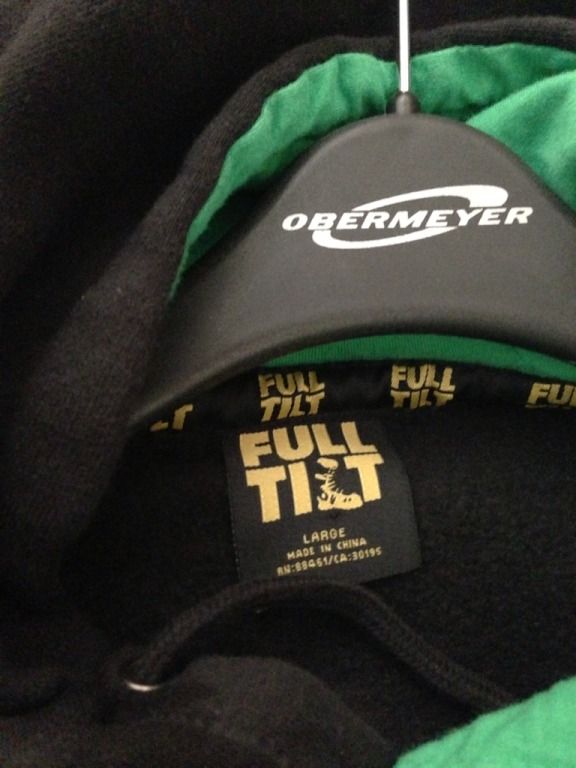 OBERMEYER
FULL
TILT
FULL
TILT
FULL
TILT
LARGE
MADE IN CHINA
RN:88461/CA:30195